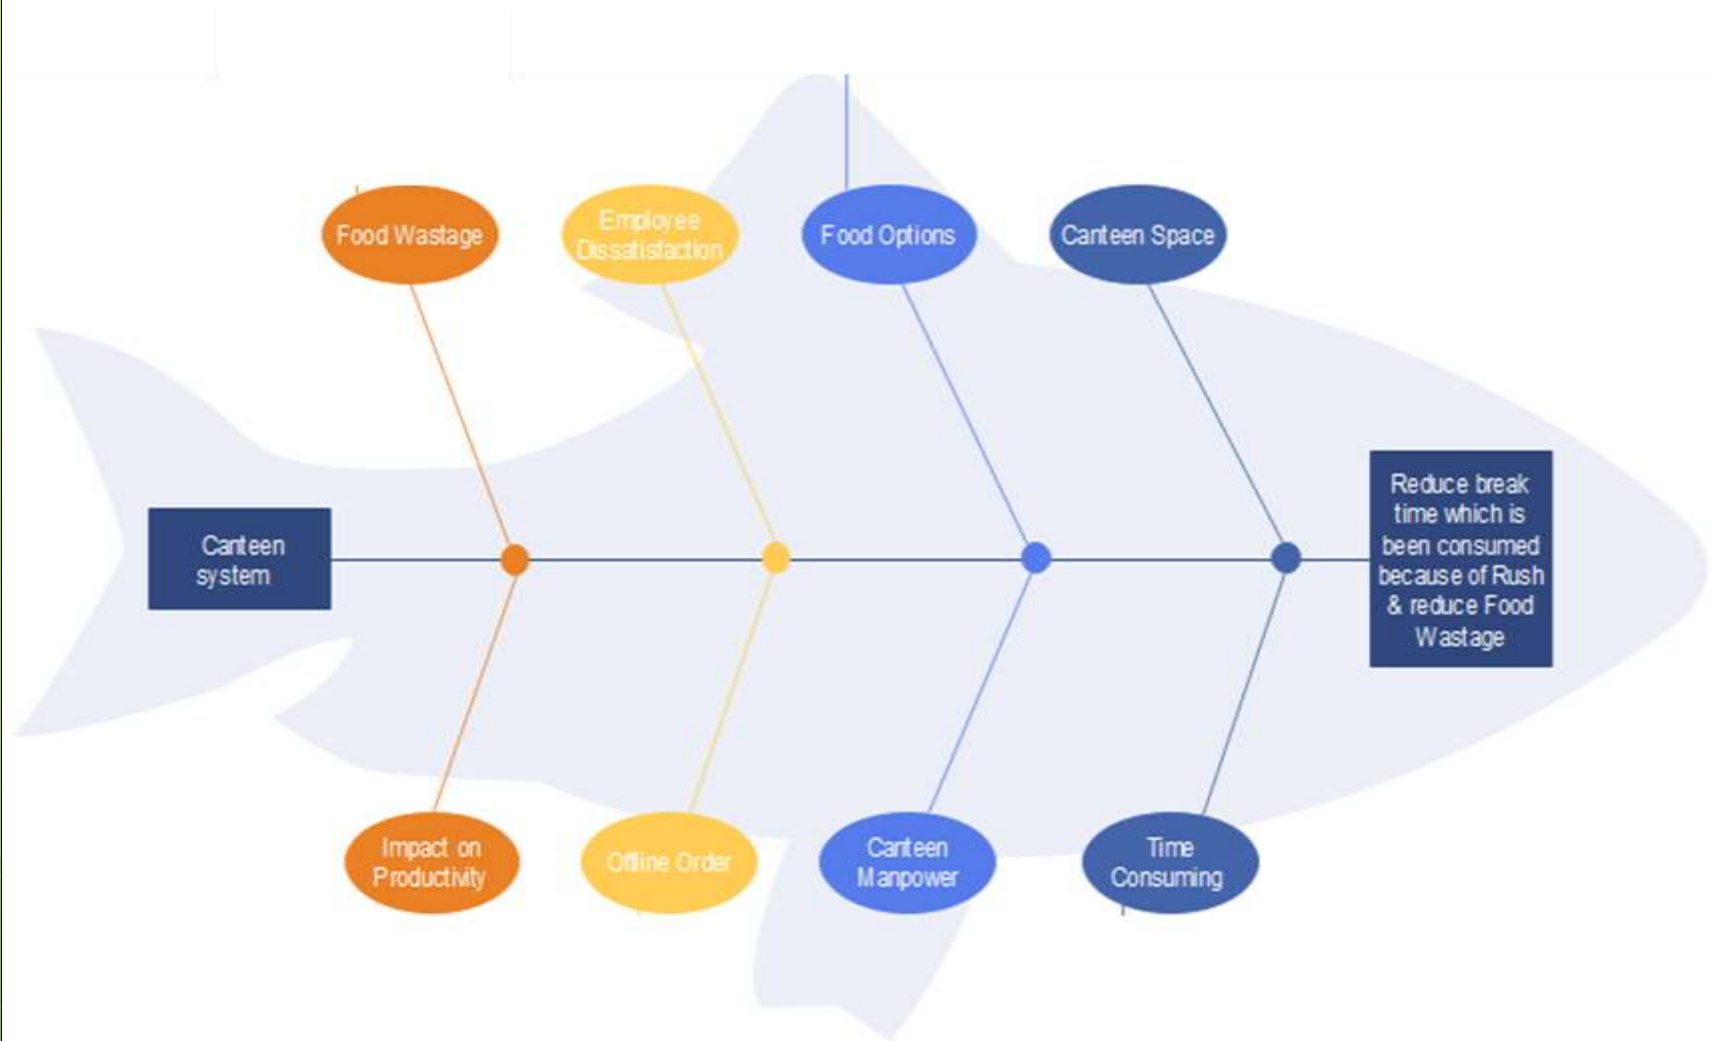 Food Wastage
Employee
Dissatisfaction
Food Options
Canteen Space
Canteen
system
Reduce break
time which is
been consumed
because of Rush
& reduce Food
Wastage
Impact on
Productivity
Offline Order
Canteen
Manpower
Time
Consuming